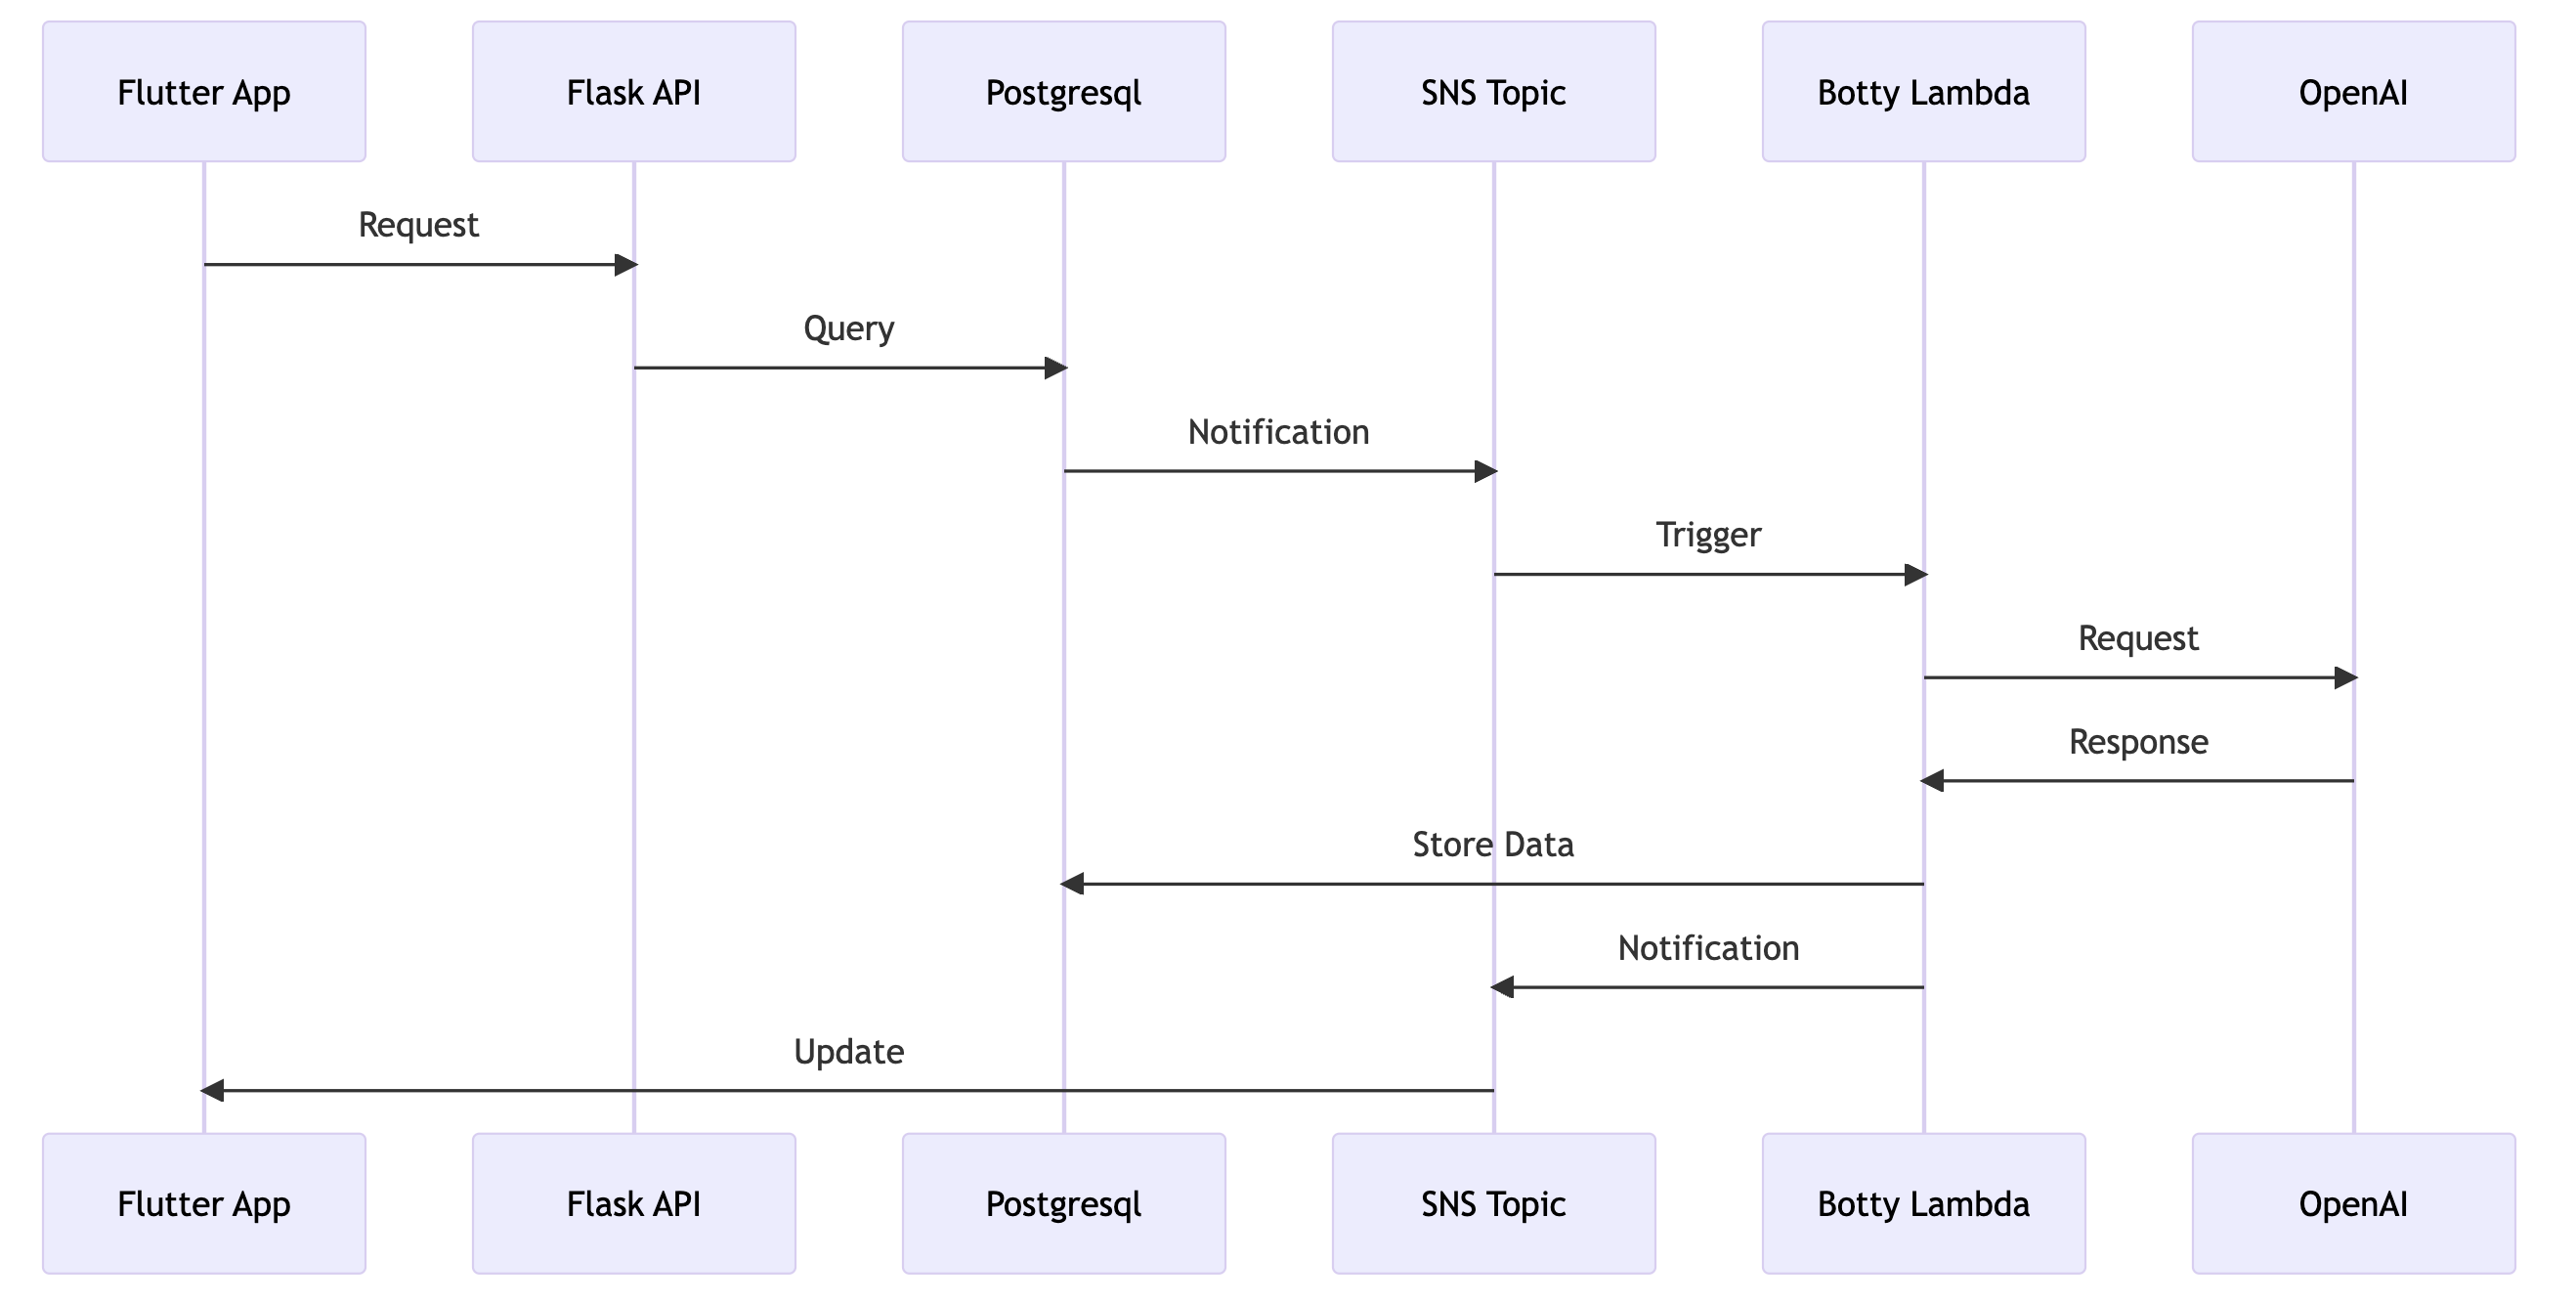 Flutter App
Flask API
Postgresql
SNS Topic
Botty Lambda
OpenAI
Request
Query
Notification
Trigger
Request
Response
Store Data
Notification
Update
Flutter App
Flask API
Postgresql
SNS Topic
Botty Lambda
OpenAI